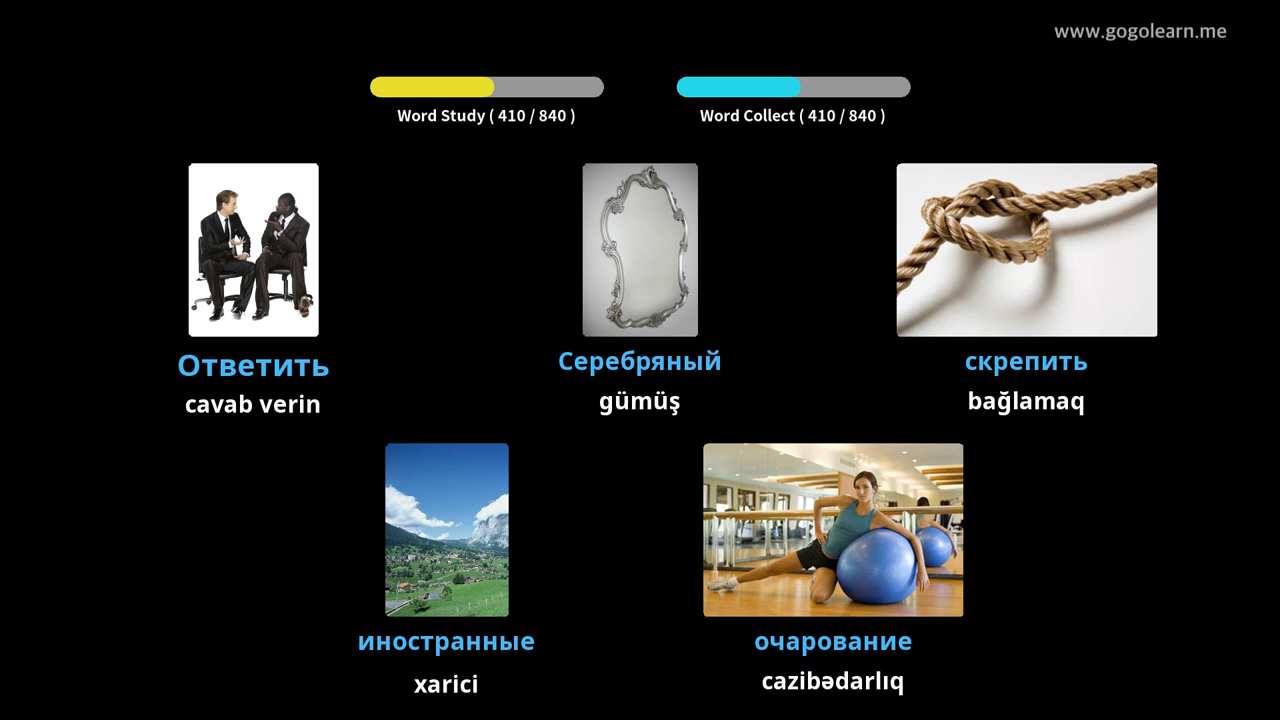 www.gogolearn.me
Word Study ( 410 / 840 )
Word Collect ( 410 / 840 )
Ответить
cavab verin
Серебряный
gümüş
скрепить
bağlamaq
иностранные
xarici
очарование
cazibədarlıq